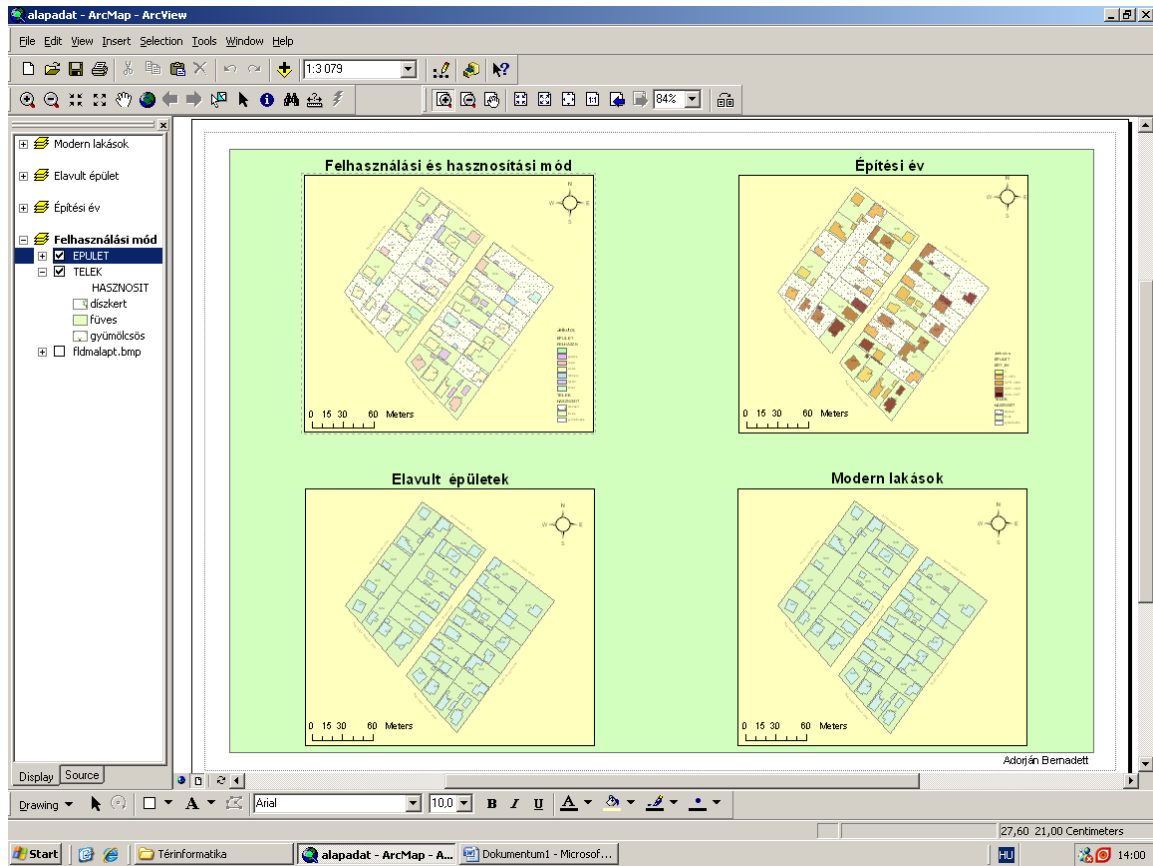 alapadat - ArcMap - ArcView
File Edit View Insert Selection Tools Window Help
1:3 079
84%
Modern lakások
Elavult épület
Építési év
Felhasználási mód
EPULET
TELEK
HASZNOSIT
díszkert
füves
gyümölcsös
fldmalapt.bmp
Felhasználási és hasznosítási mód
N
W E
S
0 15 30 60 Meters
Építési év
N
W E
S
0 15 30 60 Meters
Elavult épületek
N
W E
S
0 15 30 60 Meters
Modern lakások
N
W E
S
0 15 30 60 Meters
Adorján Bernadett
Display Source
Drawing A Arial 10,0 B I U A
27,60 21,00 Centimeters
Start Térinformatika alapadat - ArcMap - A... Dokumentum1 - Microsof... HU 14:00